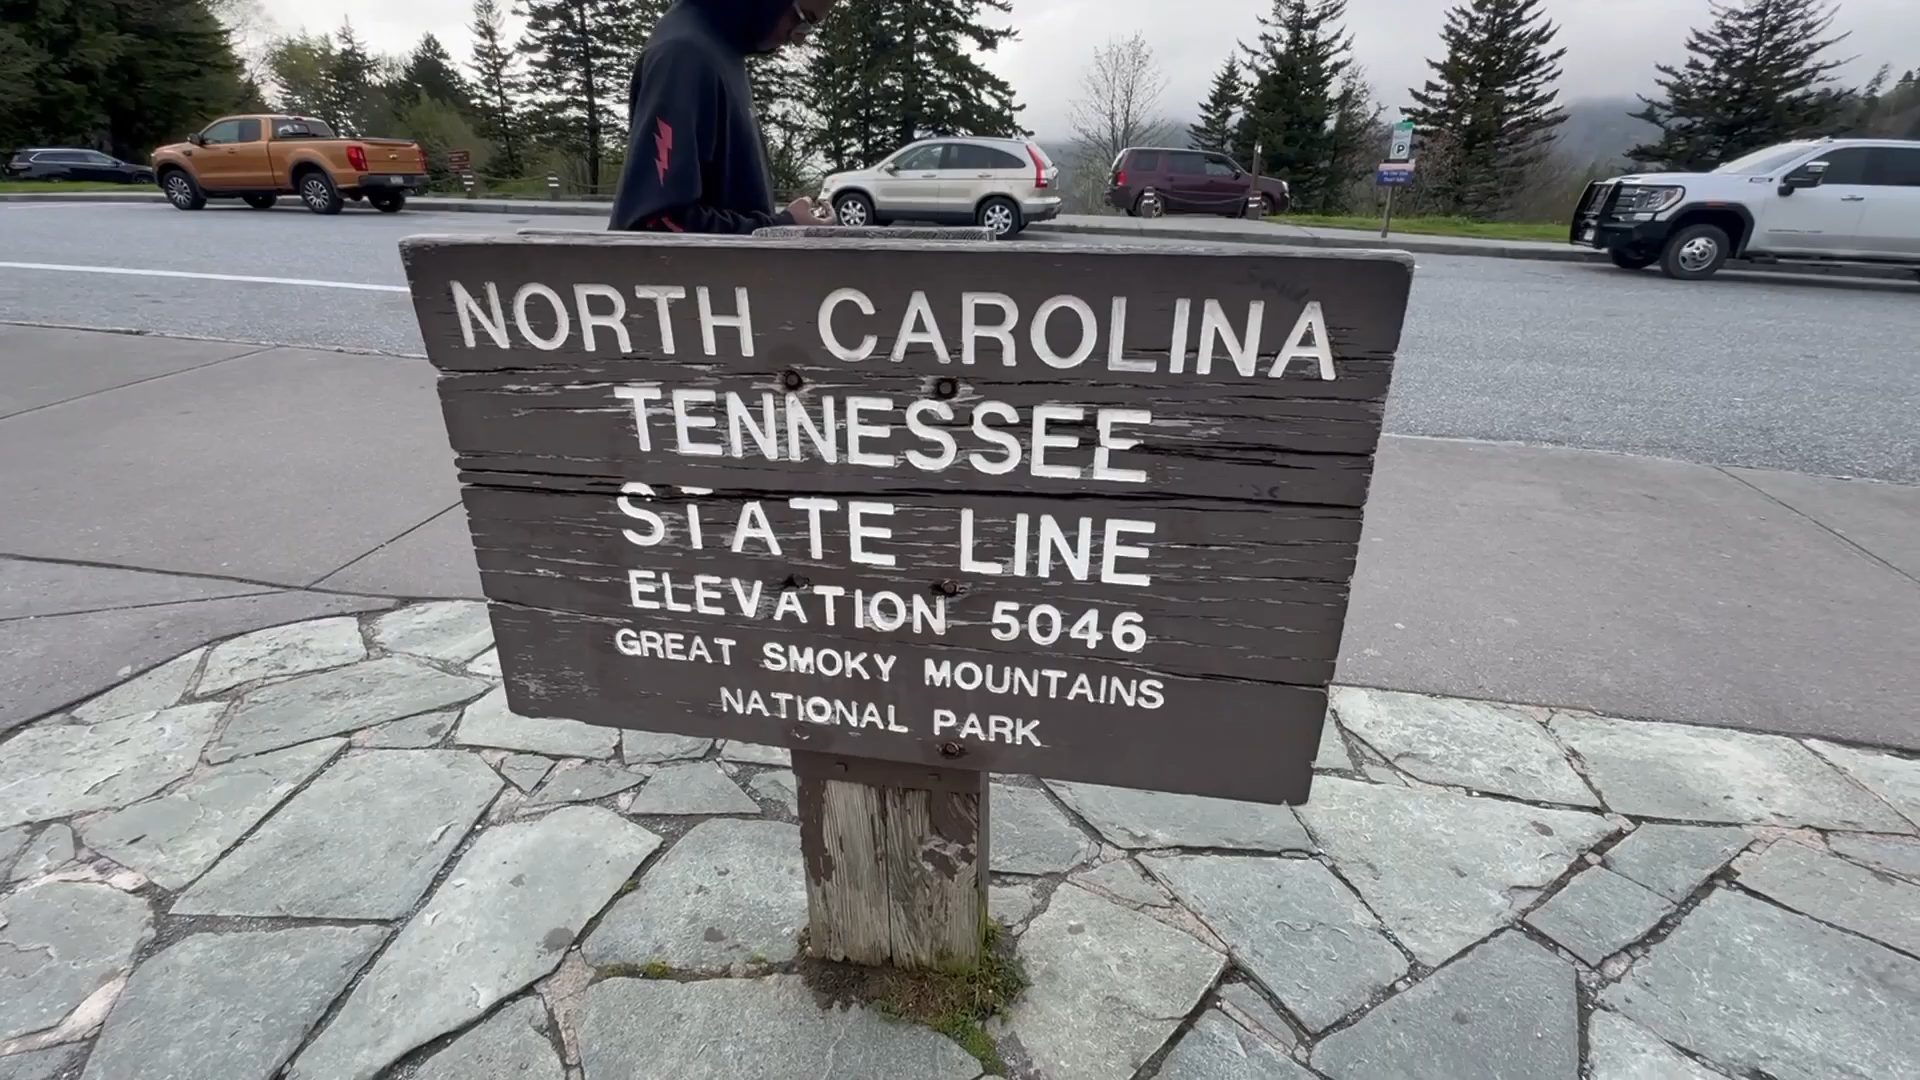 NORTH CAROLINA
TENNESSEE
STATE LINE
ELEVATION 5046
GREAT SMOKY MOUNTAINS
NATIONAL PARK
P